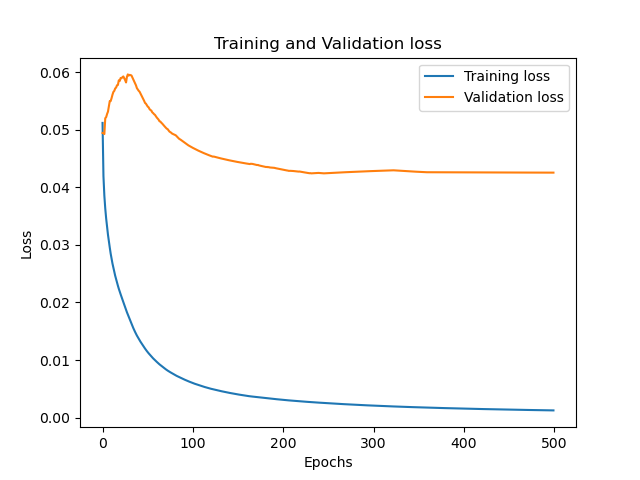 Training and Validation loss
Training loss
Validation loss
0.06
0.05
0.04
0.03
0.02
0.01
0.00
Loss
0 100 200 300 400 500
Epochs